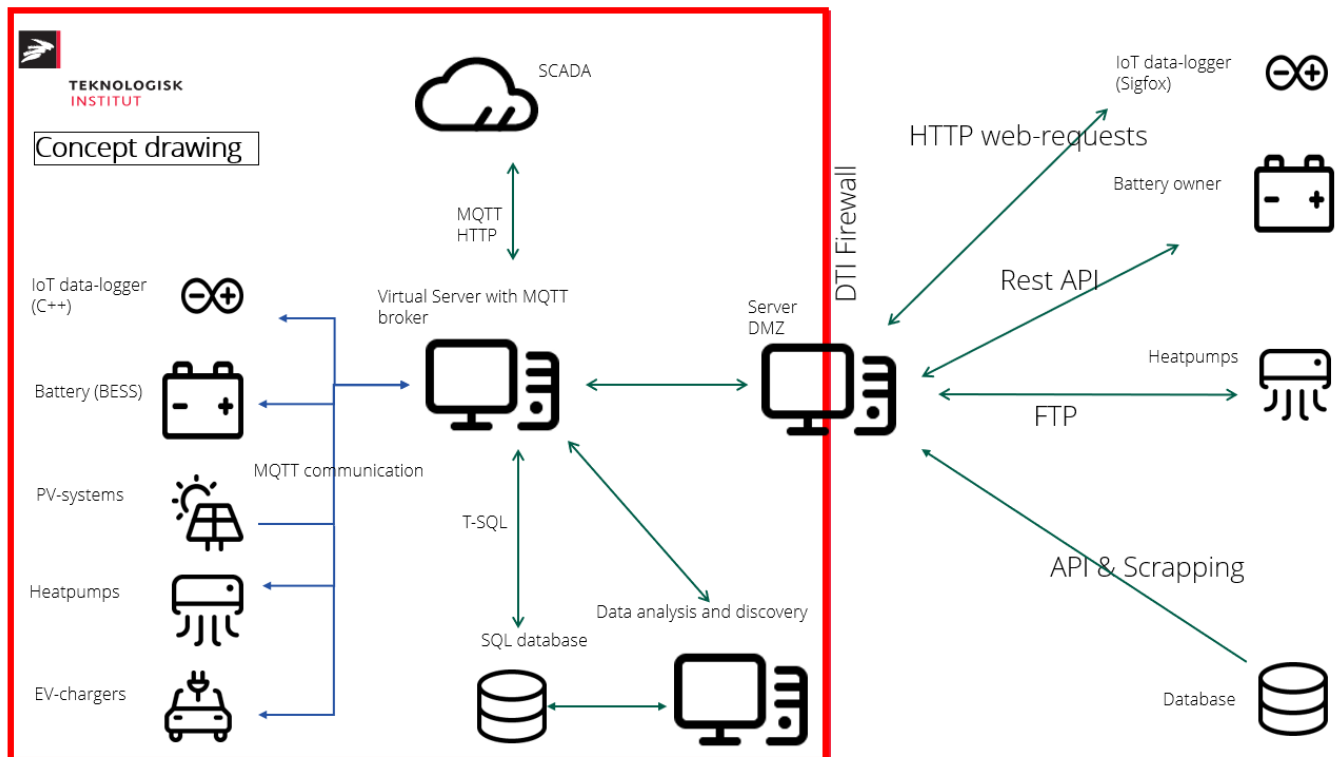 TEKNOLOGISK
INSTITUT
Concept drawing
SCADA
MQTT
HTTP
IoT data-logger
(C++)
Virtual Server with MQTT
broker
Battery (BESS)
MQTT communication
PV-systems
T-SQL
Heatpumps
Data analysis and discovery
SQL database
EV-chargers
Server
DMZ
DTI Firewall
IoT data-logger
(Sigfox)
HTTP web-requests
Battery owner
Rest API
Heatpumps
FTP
API & Scrapping
Database